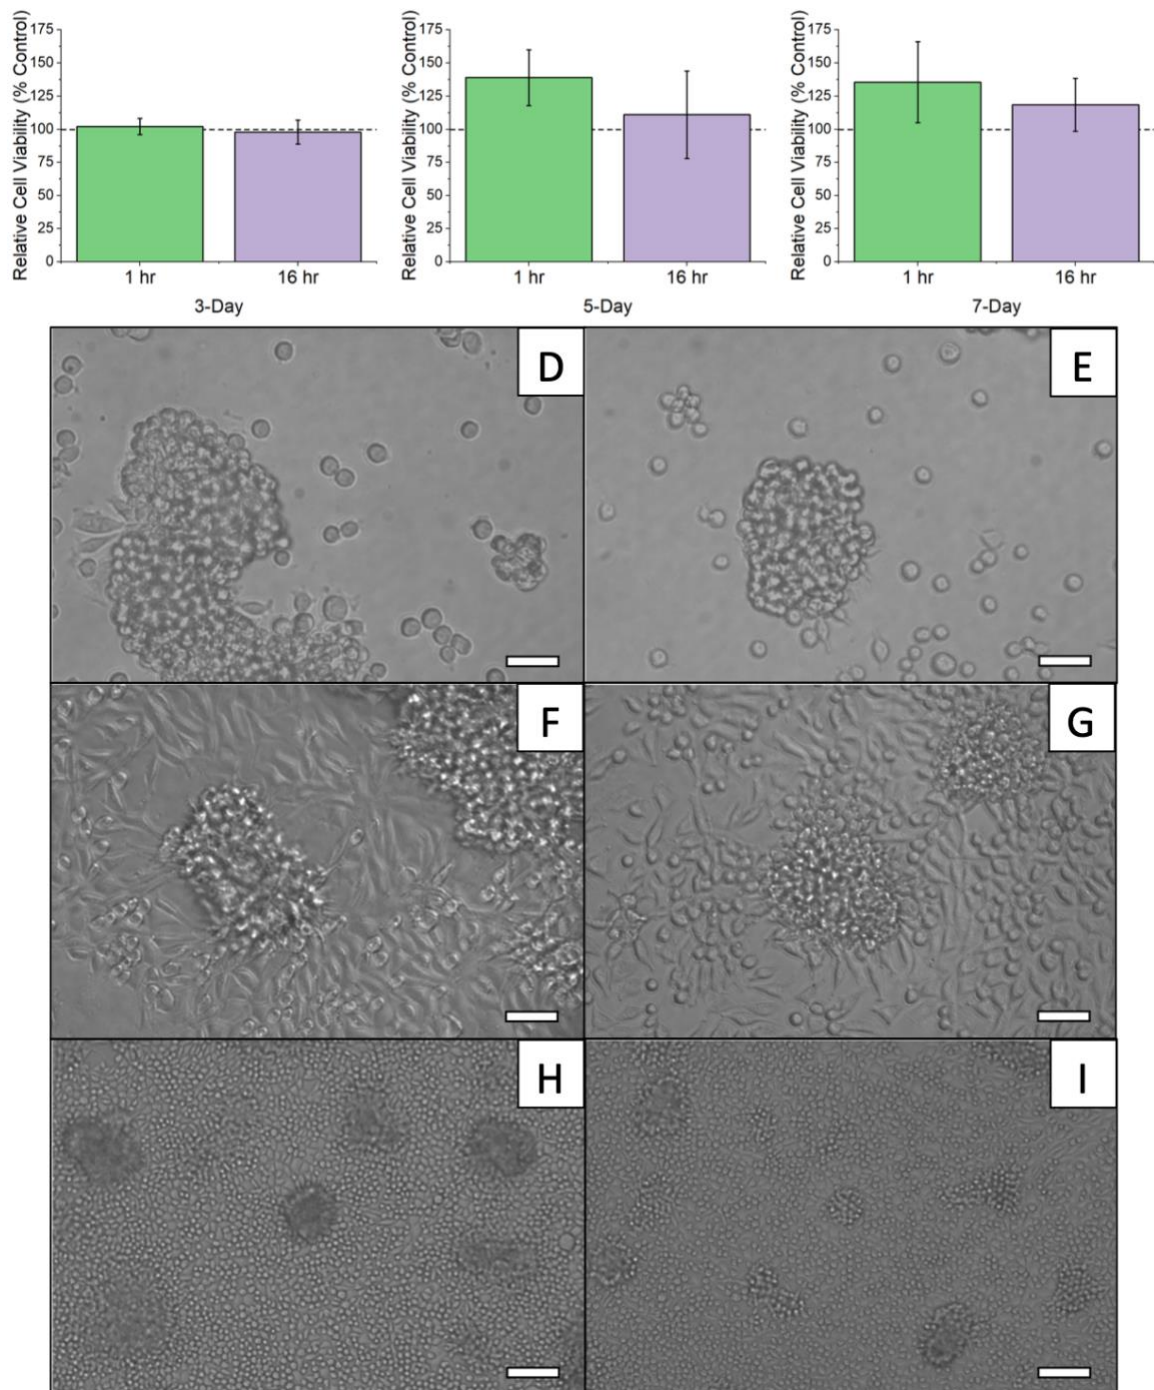 Relative Cell Viability (% Control)
175
150
125
100
75
50
25
0
1 hr
16 hr
3-Day
Relative Cell Viability (% Control)
175
150
125
100
75
50
25
0
1 hr
16 hr
5-Day
Relative Cell Viability (% Control)
175
150
125
100
75
50
25
0
1 hr
16 hr
7-Day
D
E
F
G
H
I